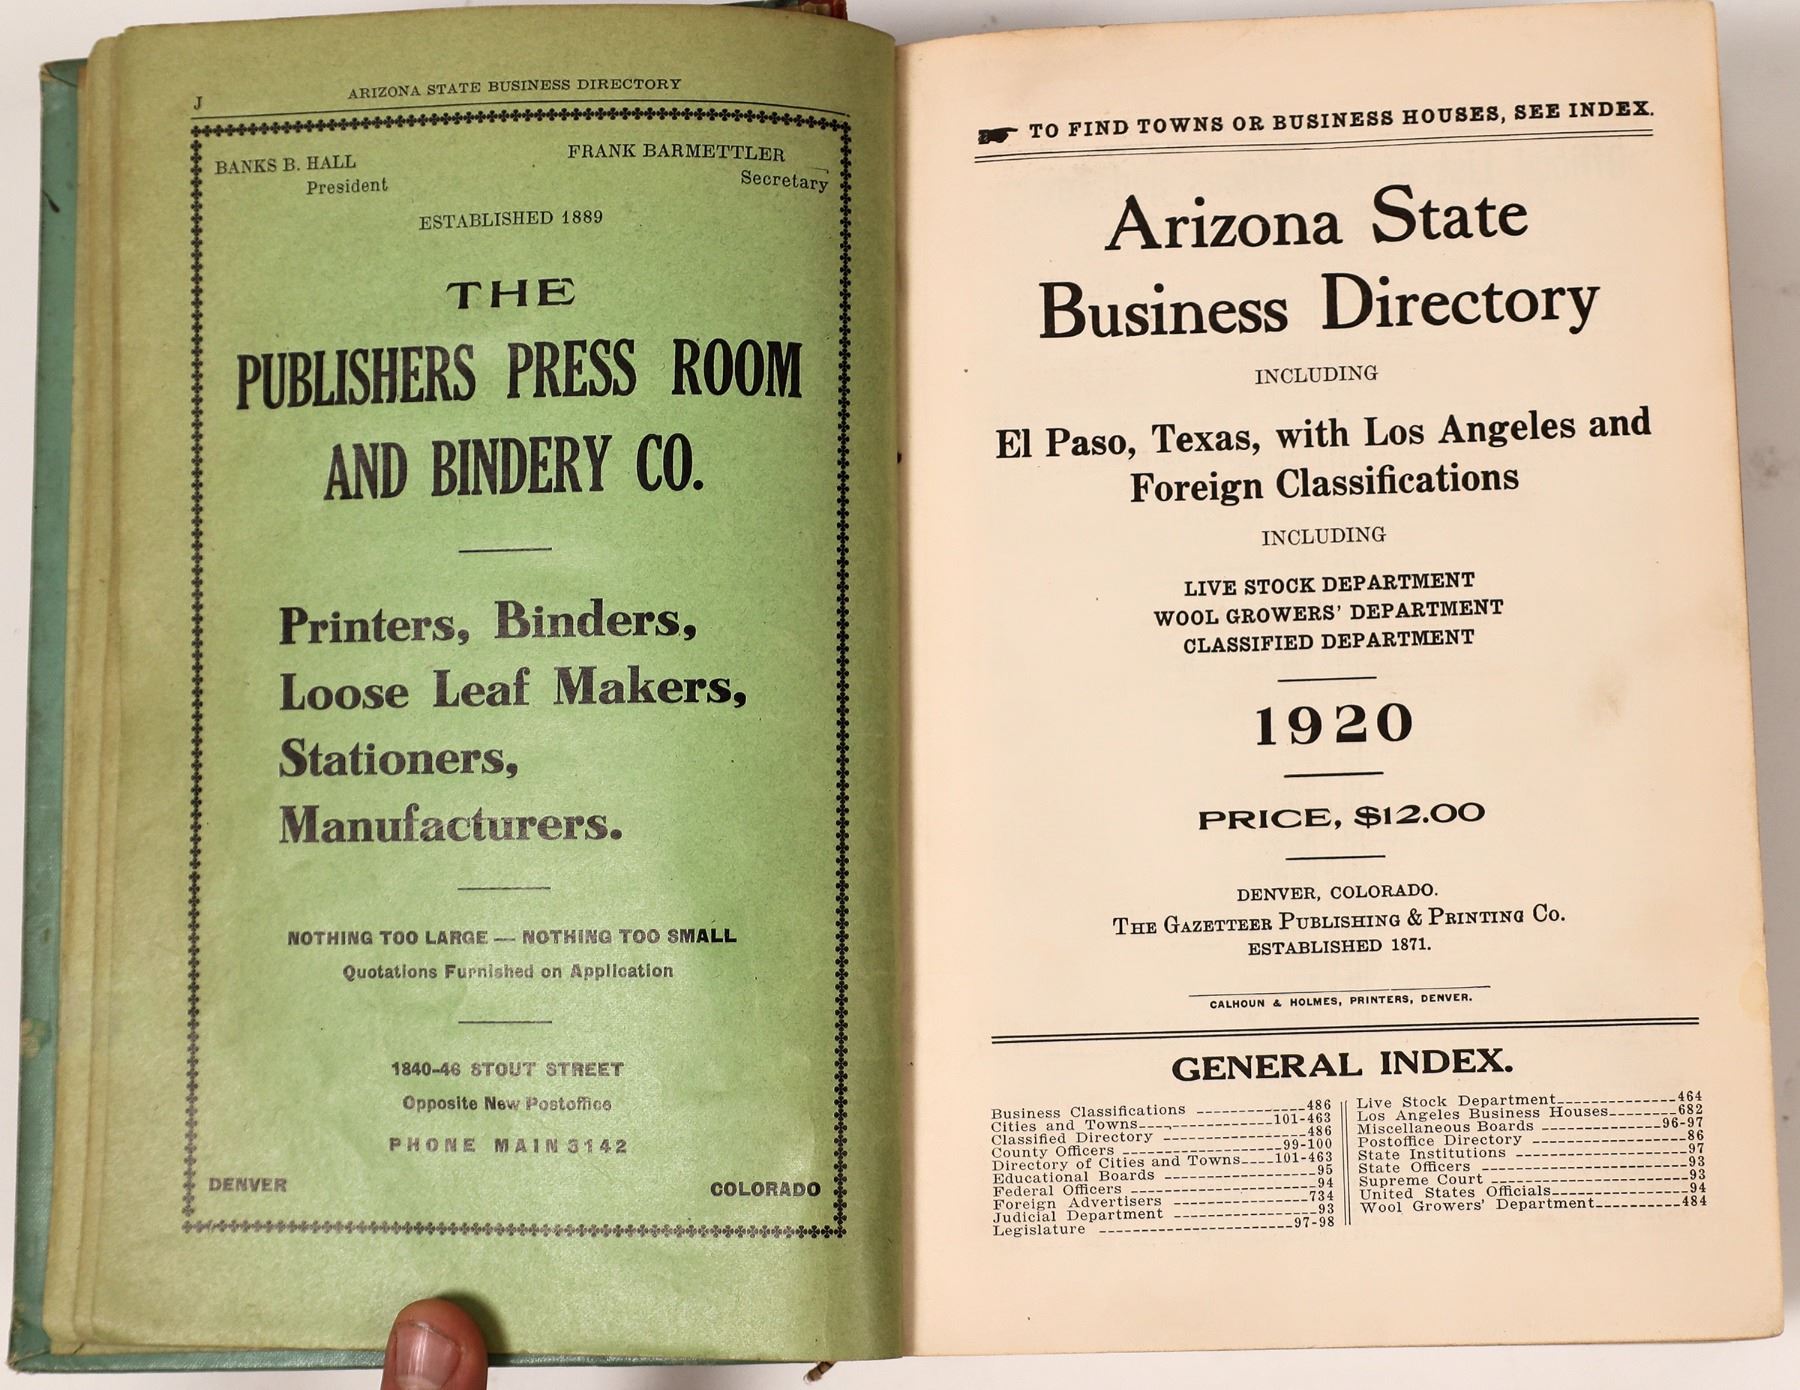 J
ARIZONA STATE BUSINESS DIRECTORY
BANKS B. HALL
President
FRANK BARMETTLER
Secretary
ESTABLISHED 1889
THE
PUBLISHERS PRESS ROOM
AND BINDERY CO.
Printers, Binders,
Loose Leaf Makers,
Stationers,
Manufacturers.
NOTHING TOO LARGE — NOTHING TOO SMALL
Quotations Furnished on Application
1840-46 STOUT STREET
Opposite New Postoffice
PHONE MAIN 3142
DENVER
COLORADO
TO FIND TOWNS OR BUSINESS HOUSES, SEE INDEX.
Arizona State
Business Directory
INCLUDING
El Paso, Texas, with Los Angeles and
Foreign Classifications
INCLUDING
LIVE STOCK DEPARTMENT
WOOL GROWERS' DEPARTMENT
CLASSIFIED DEPARTMENT
1920
PRICE, $12.00
DENVER, COLORADO.
THE GAZETTEER PUBLISHING & PRINTING CO.
ESTABLISHED 1871.
CALHOUN & HOLMES, PRINTERS, DENVER.
GENERAL INDEX.
Business Classifications ------------486
Cities and Towns------------101-463
Classified Directory ------------486
County Officers ------------99-100
Directory of Cities and Towns----101-463
Educational Boards ------------95
Federal Officers ------------94
Foreign Advertisers ------------734
Judicial Department ------------93
Legislature ------------97-98
Live Stock Department------------464
Los Angeles Business Houses--------682
Miscellaneous Boards ------------96-97
Postoffice Directory ------------86
State Institutions ------------97
State Officers ------------93
Supreme Court ------------93
United States Officials------------94
Wool Growers' Department----------484